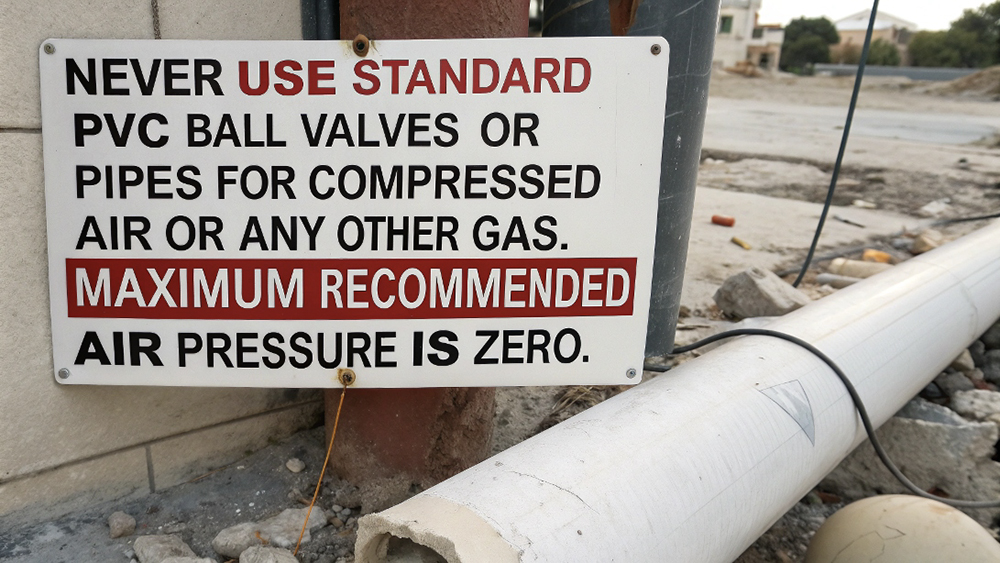 NEVER USE STANDARD
PVC BALL VALVES OR
PIPES FOR COMPRESSED
AIR OR ANY OTHER GAS.
MAXIMUM RECOMMENDED
AIR PRESSURE IS ZERO.